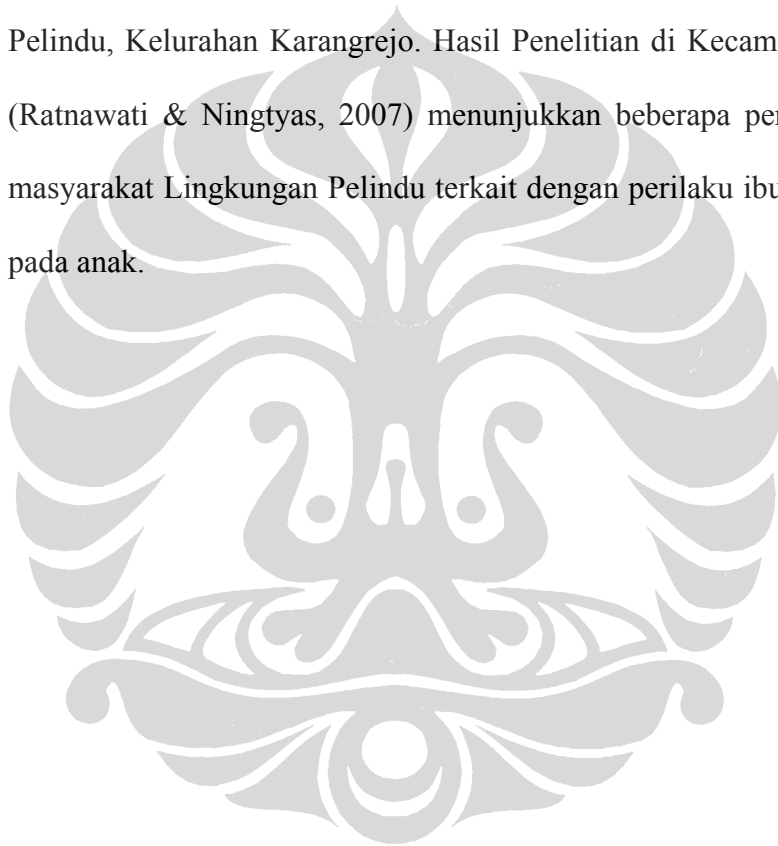 Pelindu, Kelurahan Karangrejo. Hasil Penelitian di Kecam
(Ratnawati & Ningtyas, 2007) menunjukkan beberapa per
masyarakat Lingkungan Pelindu terkait dengan perilaku ibu
pada anak.